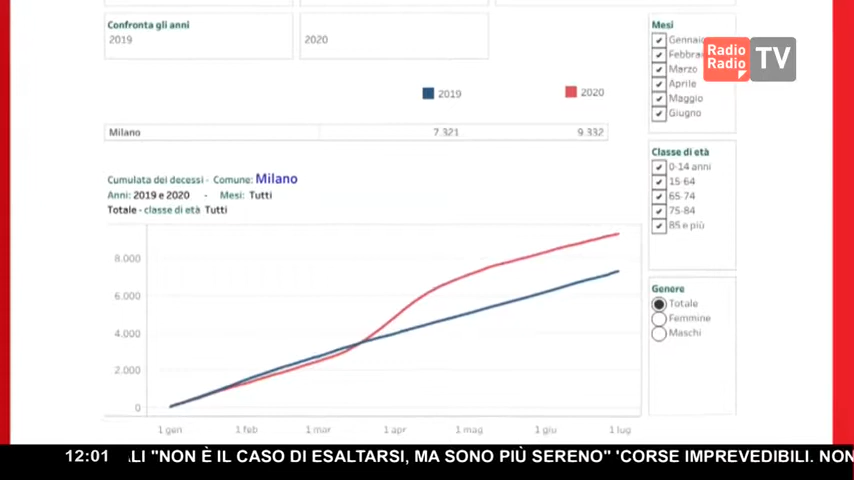 Confronta gli anni
2019
2020
Mesi
Gennaio
Febbra
Marzo
Aprile
Maggio
Giugno
Radio
Radio
TV
2019
2020
Milano 7.321 9.332
Cumulata dei decessi - Comune: Milano
Anni: 2019 e 2020 - Mesi: Tutti
Totale - classe di età Tutti
Classe di età
0-14 anni
15-64
65-74
75-84
85 e più
8.000
6.000
4.000
2.000
0
1 gen 1 feb 1 mar 1 apr 1 mag 1 giu 1 lug
Genere
Totale
Femmine
Maschi
12:01 ALI "NON È IL CASO DI ESALTARSI, MA SONO PIÙ SERENO" 'CORSE IMPREVEDIBILI. NON